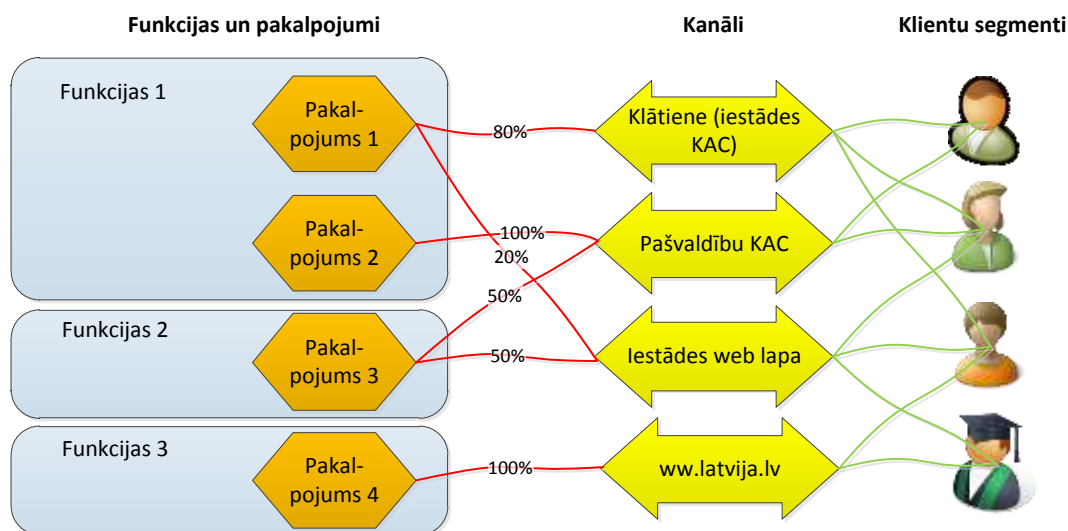 Funkcijas un pakalpojumi
Kanāli
Klientu segmenti
Funkcijas 1
Pakal-
pojums 1
80%
Klātiene (iestādes
KAC)
Pakal-
pojums 2
100%
20%
Pašvaldību KAC
50%
Funkcijas 2
Pakal-
pojums 3
50%
Iestādes web lapa
Funkcijas 3
Pakal-
pojums 4
100%
ww.latvija.lv